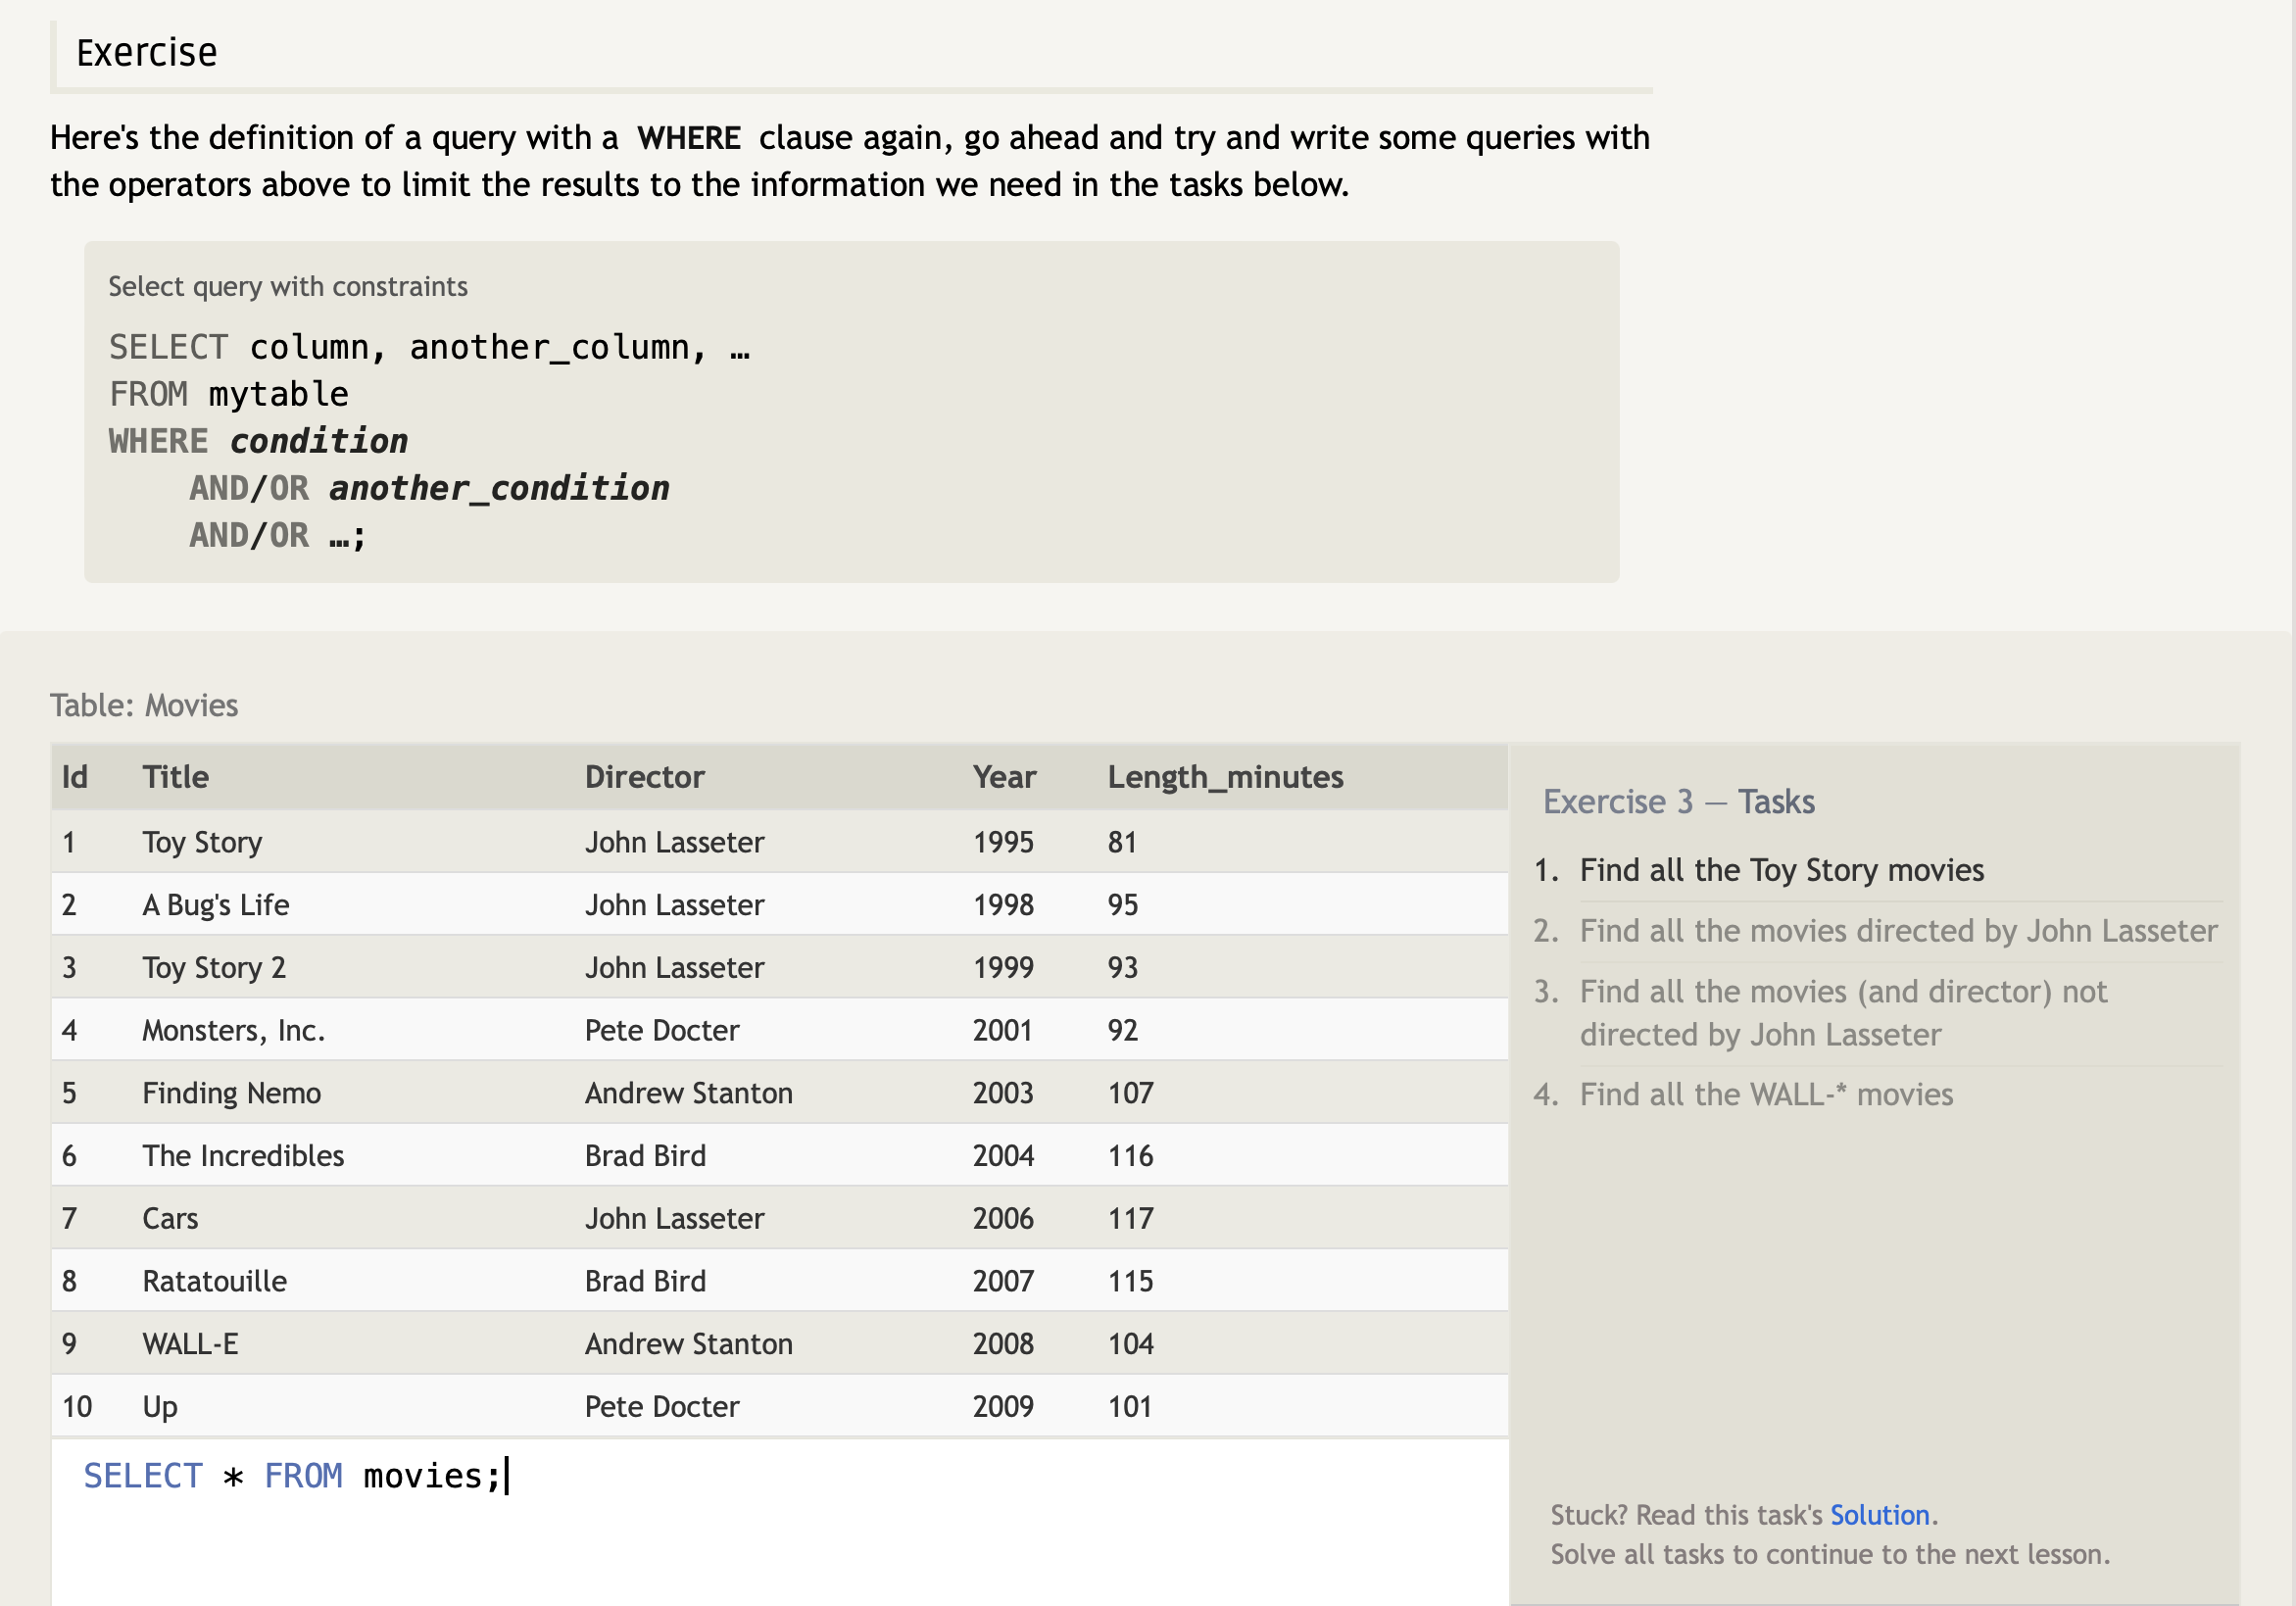 Exercise
Here's the definition of a query with a WHERE clause again, go ahead and try and write some queries with
the operators above to limit the results to the information we need in the tasks below.
Select query with constraints
SELECT column, another_column, …
FROM mytable
WHERE condition
AND/OR another_condition
AND/OR …;
Table: Movies
Id Title Director Year Length_minutes
1 Toy Story John Lasseter 1995 81
2 A Bug's Life John Lasseter 1998 95
3 Toy Story 2 John Lasseter 1999 93
4 Monsters, Inc. Pete Docter 2001 92
5 Finding Nemo Andrew Stanton 2003 107
6 The Incredibles Brad Bird 2004 116
7 Cars John Lasseter 2006 117
8 Ratatouille Brad Bird 2007 115
9 WALL-E Andrew Stanton 2008 104
10 Up Pete Docter 2009 101
SELECT * FROM movies;
Exercise 3 — Tasks
1. Find all the Toy Story movies
2. Find all the movies directed by John Lasseter
3. Find all the movies (and director) not
directed by John Lasseter
4. Find all the WALL-* movies
Stuck? Read this task's Solution.
Solve all tasks to continue to the next lesson.